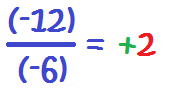 (-12)
(-6) = +2